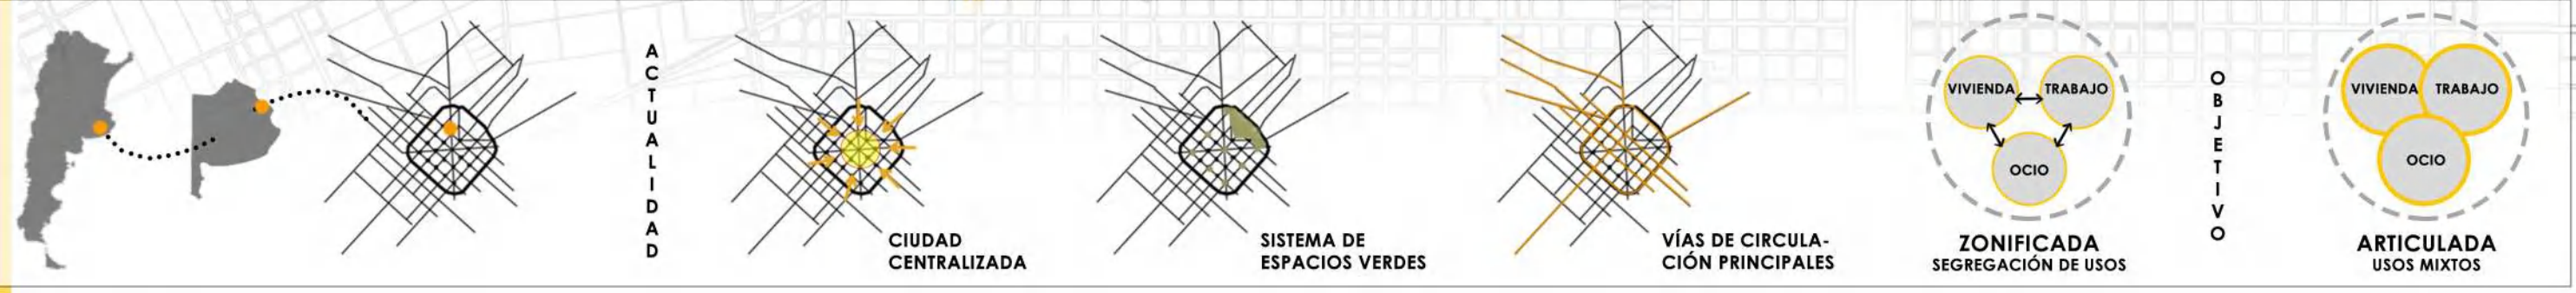 ACTUALIDAD
CIUDAD
CENTRALIZADA
SISTEMA DE
ESPACIOS VERDES
VÍAS DE CIRCULA-
CIÓN PRINCIPALES
VIVIENDA
TRABAJO
OCIO
ZONIFICADA
SEGREGACIÓN DE USOS
OBJETIVO
VIVIENDA
TRABAJO
OCIO
ARTICULADA
USOS MIXTOS